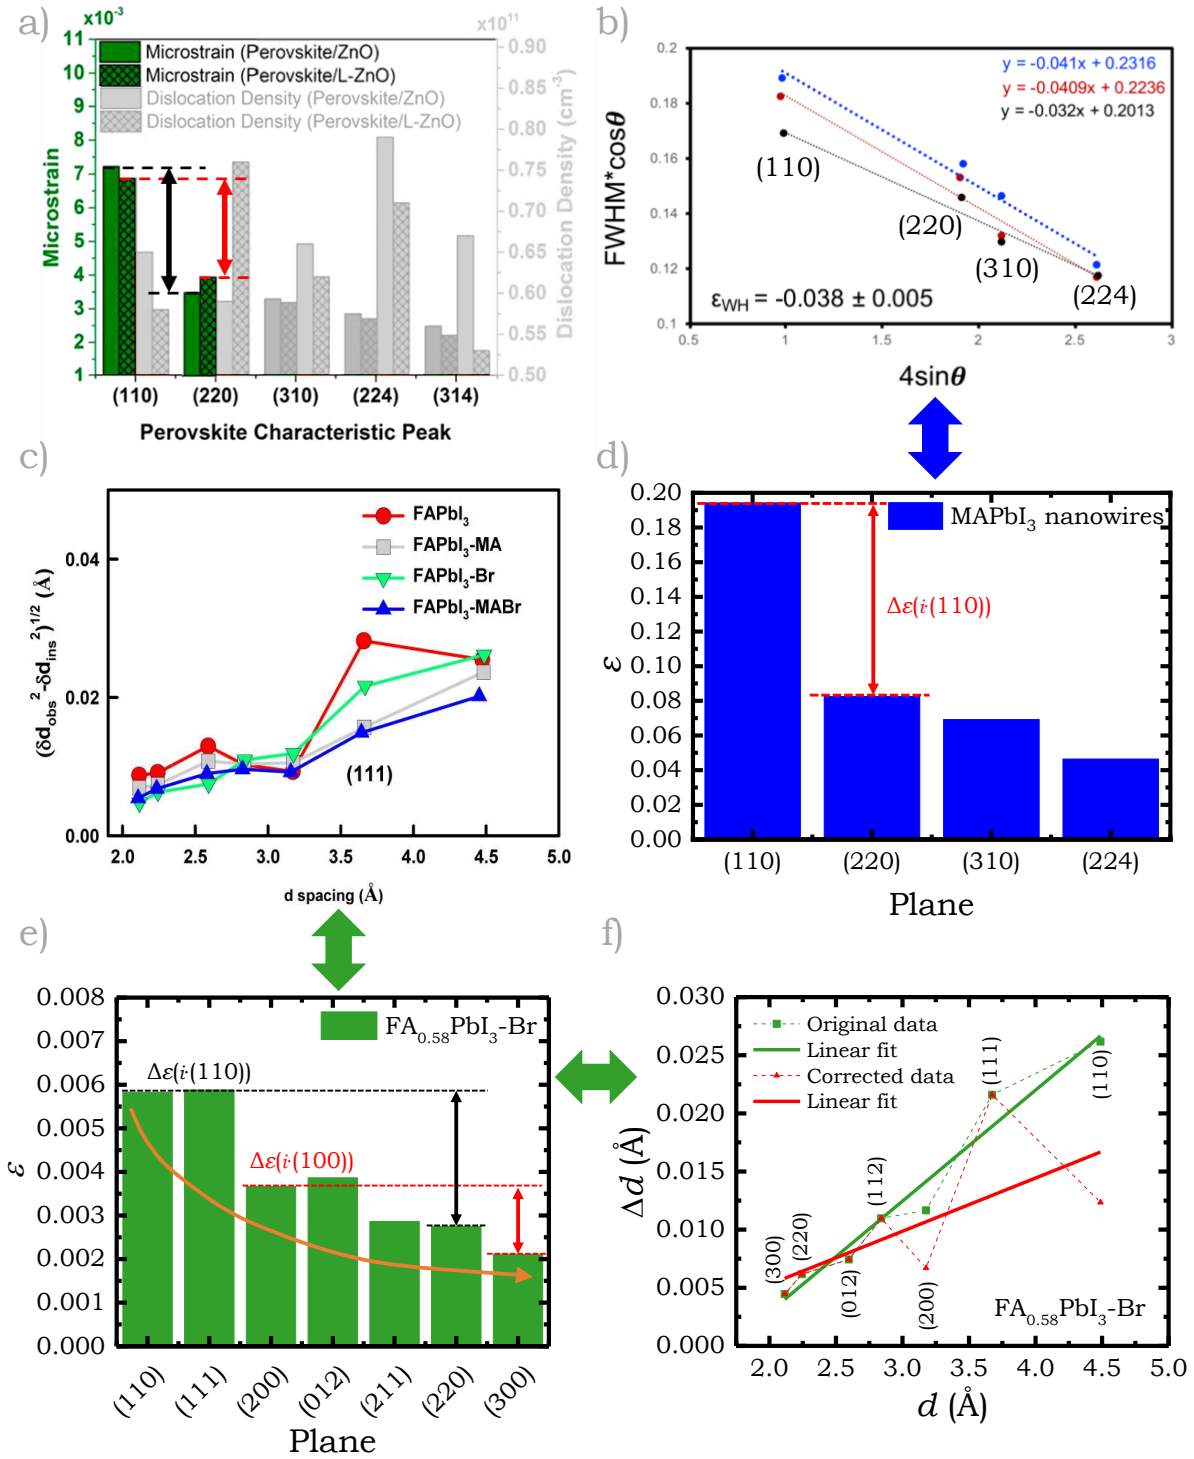 a)
×10⁻³
×10¹¹
11
10
9
8
7
6
5
4
3
2
1
Microstrain
Microstrain (Perovskite/ZnO)
Microstrain (Perovskite/L-ZnO)
Dislocation Density (Perovskite/ZnO)
Dislocation Density (Perovskite/L-ZnO)
0.90
0.85
0.80
0.75
0.70
0.65
0.60
0.55
0.50
Dislocation Density (cm⁻³)
(110) (220) (310) (224) (314)
Perovskite Characteristic Peak
b)
0.2
0.18
0.16
0.14
0.12
0.1
FWHM*cosθ
y = -0.041x + 0.2316
y = -0.0409x + 0.2236
y = -0.032x + 0.2013
(110)
(220)
(310)
(224)
ε_WH = -0.038 ± 0.005
0.5 1 1.5 2 2.5 3
4sinθ
c)
0.04
0.02
0.00
(δd_obs² -δd_ins²)^1/2 (Å)
FAPbI₃
FAPbI₃-MA
FAPbI₃-Br
FAPbI₃-MABr
(111)
2.0 2.5 3.0 3.5 4.0 4.5 5.0
d spacing (Å)
d)
0.20
0.18
0.16
0.14
0.12
0.10
0.08
0.06
0.04
0.02
0.00
ε
MAPbI₃ nanowires
Δε(i-(110))
(110) (220) (310) (224)
Plane
e)
0.008
0.007
0.006
0.005
0.004
0.003
0.002
0.001
0.000
ε
FA₀.₅₈PbI₃-Br
Δε(i-(110))
Δε(i-(100))
(110) (111) (200) (012) (211) (220) (300)
Plane
f)
0.030
0.025
0.020
0.015
0.010
0.005
0.000
Δd (Å)
Original data
Linear fit
Corrected data
Linear fit
(300)
(220)
(012)
(112)
(200)
(111)
(110)
FA₀.₅₈PbI₃-Br
2.0 2.5 3.0 3.5 4.0 4.5 5.0
d (Å)